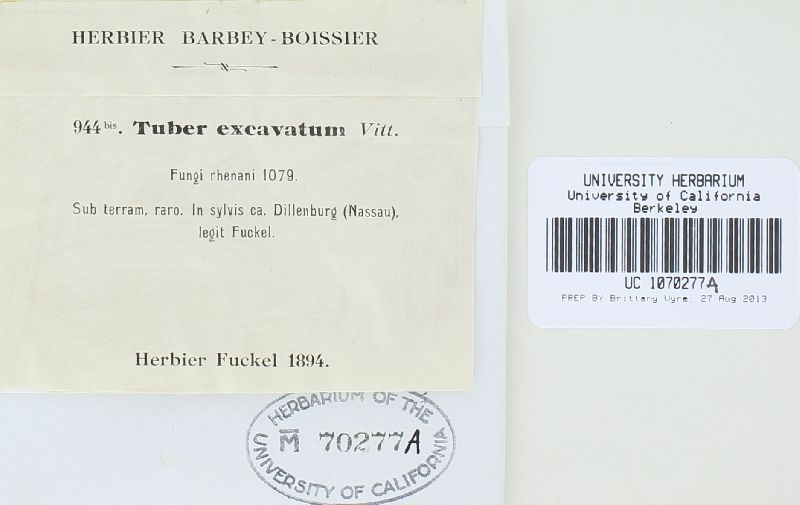 HERBIER BARBEY-BOISSIER
944 bis. Tuber excavatum Vitt.
Fungi rhenani 1079.
Sub terram, raro. In sylvis ca. Dillenburg (Nassau),
legit Fuckel.
Herbier Fuckel 1894.
HERBARIUM OF THE
M 70277A
UNIVERSITY OF CALIFORNIA
UNIVERSITY HERBARIUM
University of California
Berkeley
UC 1070277A
PREP BY Brittany Uyre, 27 Aug 2013